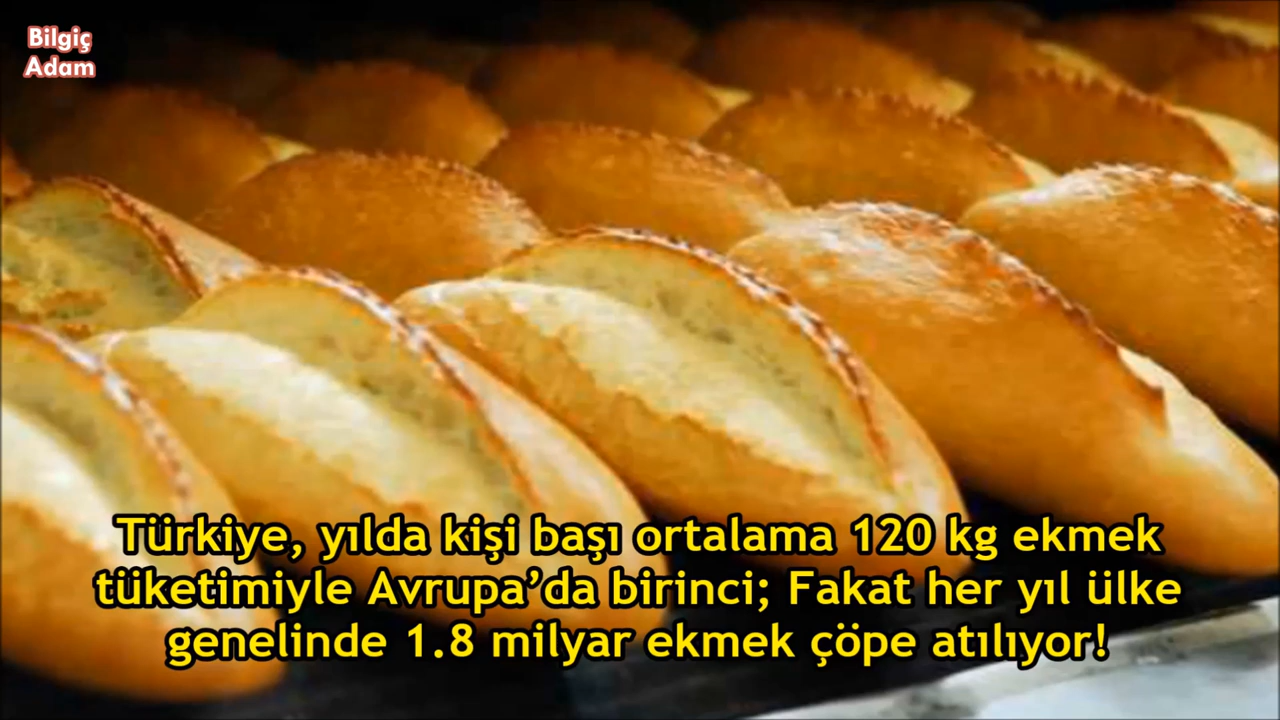 Bilgiç
Adam
Türkiye, yılda kişi başı ortalama 120 kg ekmek
tüketimiyle Avrupa’da birinci; Fakat her yıl ülke
genelinde 1.8 milyar ekmek çöpe atılıyor!